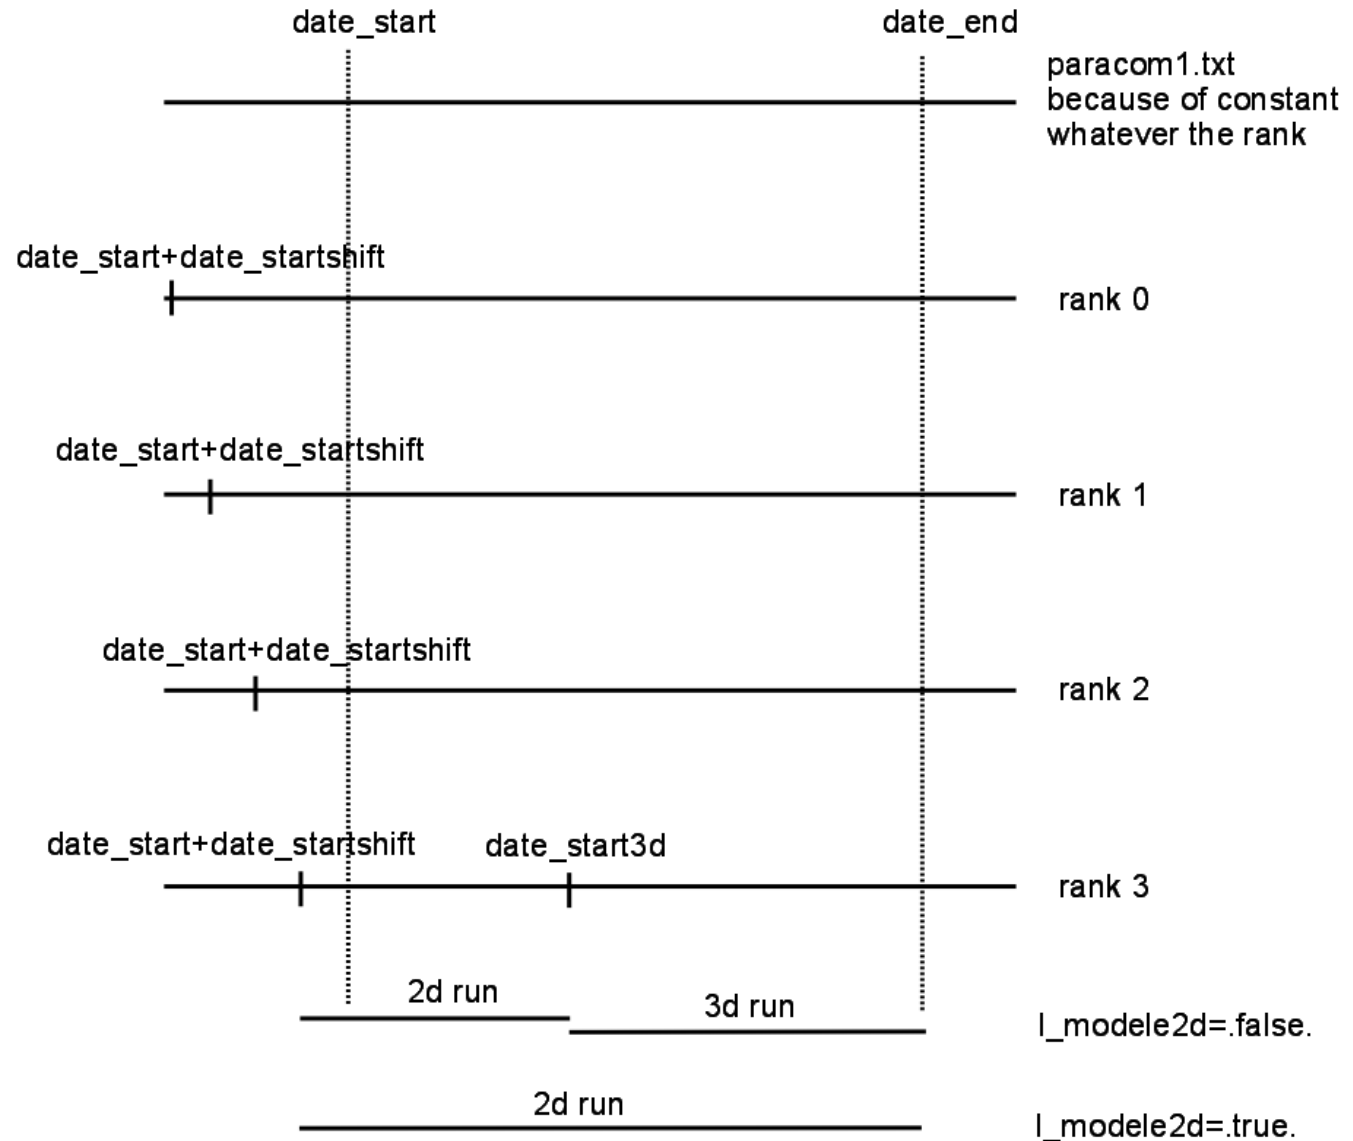 date_start
date_end
paracom1.txt
because of constant
whatever the rank
date_start+date_startshift
rank 0
date_start+date_startshift
rank 1
date_start+date_startshift
rank 2
date_start+date_startshift
date_start3d
rank 3
2d run
3d run
l_modele2d=.false.
2d run
l_modele2d=.true.